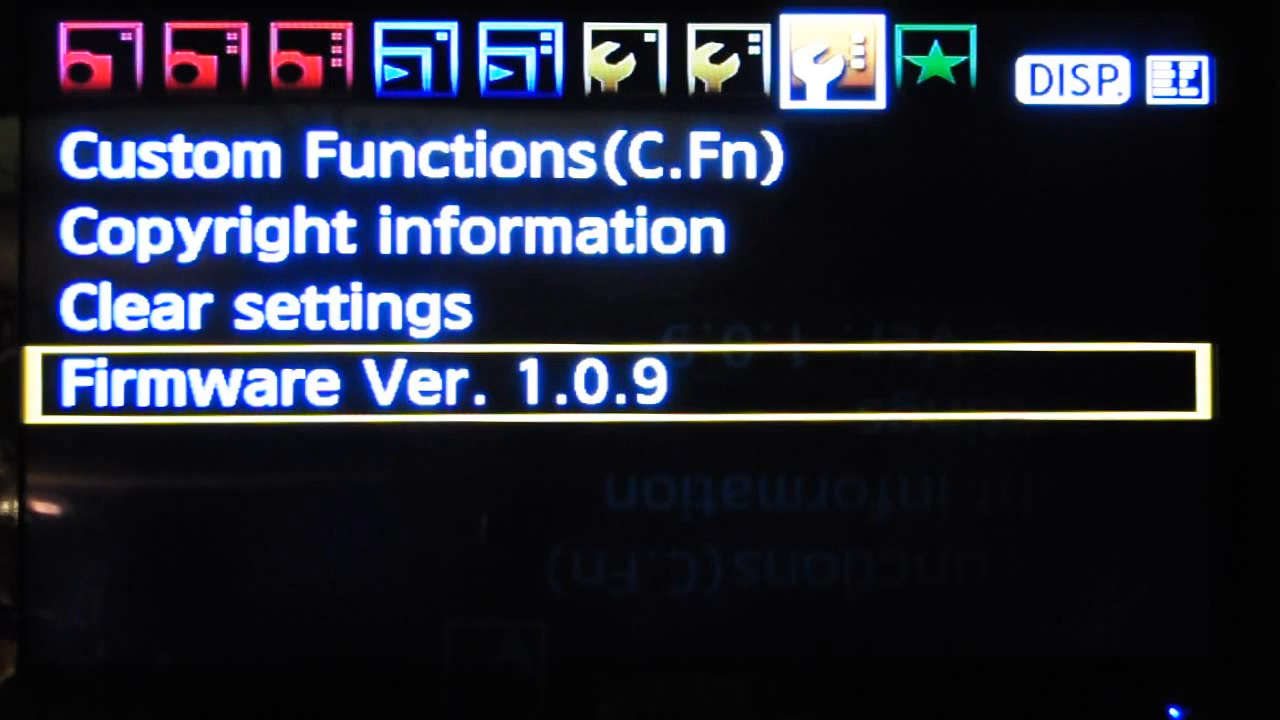 DISP.
Custom Functions(C.Fn)
Copyright information
Clear settings
Firmware Ver. 1.0.9